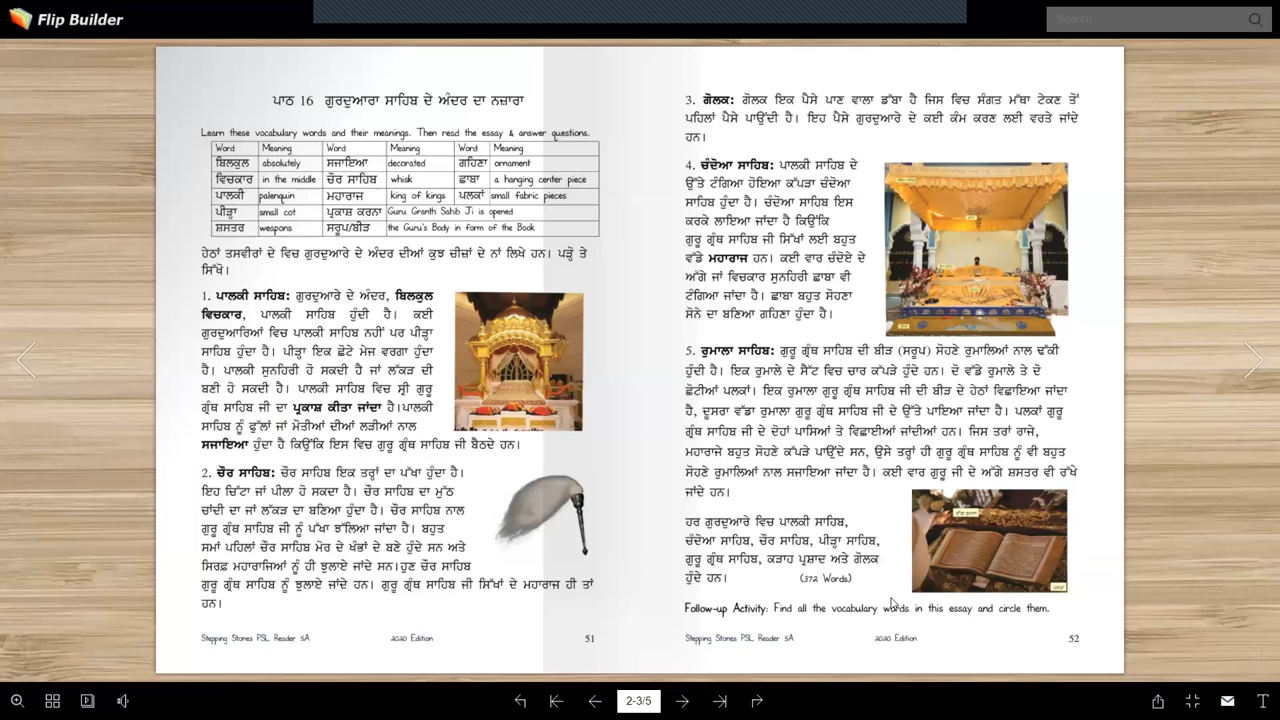 Flip Builder
Search
ਪਾਠ 16 ਗੁਰਦੁਆਰਾ ਸਾਹਿਬ ਦੇ ਅੰਦਰ ਦਾ ਨਜ਼ਾਰਾ
Learn these vocabulary words and their meanings. Then read the essay & answer questions.
Word Meaning Word Meaning Word Meaning
ਬਿਲਕੁਲ absolutely ਸਜਾਇਆ decorated ਗਹਿਣਾ ornament
ਵਿਚਕਾਰ in the middle ਚੌਰ ਸਾਹਿਬ whisk ਛਾਬਾ a hanging center piece
ਪਾਲਕੀ palenquin ਮਹਾਰਾਜ king of kings ਪਲਕਾਂ small fabric pieces
ਪੀੜ੍ਹਾ small cot ਪ੍ਰਕਾਸ਼ ਕਰਨਾ Guru Granth Sahib Ji is opened
ਸ਼ਸਤਰ weapons ਸਰੂਪ/ਬੀੜ the Guru's Body in form of the Book
ਹੇਠਾਂ ਤਸਵੀਰਾਂ ਦੇ ਵਿਚ ਗੁਰਦੁਆਰੇ ਦੇ ਅੰਦਰ ਦੀਆਂ ਕੁਝ ਚੀਜ਼ਾਂ ਦੇ ਨਾਂ ਲਿਖੇ ਹਨ। ਪੜ੍ਹੋ ਤੇ
ਸਿੱਖੋ।
1. ਪਾਲਕੀ ਸਾਹਿਬ: ਗੁਰਦੁਆਰੇ ਦੇ ਅੰਦਰ, ਬਿਲਕੁਲ
ਵਿਚਕਾਰ, ਪਾਲਕੀ ਸਾਹਿਬ ਹੁੰਦੀ ਹੈ। ਕਈ
ਗੁਰਦੁਆਰਿਆਂ ਵਿਚ ਪਾਲਕੀ ਸਾਹਿਬ ਨਹੀਂ ਪਰ ਪੀੜ੍ਹਾ
ਸਾਹਿਬ ਹੁੰਦਾ ਹੈ। ਪੀੜ੍ਹਾ ਇਕ ਛੋਟੇ ਮੇਜ ਵਰਗਾ ਹੁੰਦਾ
ਹੈ। ਪਾਲਕੀ ਸੁਨਹਿਰੀ ਹੋ ਸਕਦੀ ਹੈ ਜਾਂ ਲੱਕੜ ਦੀ
ਬਣੀ ਹੋ ਸਕਦੀ ਹੈ। ਪਾਲਕੀ ਸਾਹਿਬ ਵਿਚ ਸ੍ਰੀ ਗੁਰੂ
ਗ੍ਰੰਥ ਸਾਹਿਬ ਜੀ ਦਾ ਪ੍ਰਕਾਸ਼ ਕੀਤਾ ਜਾਂਦਾ ਹੈ।ਪਾਲਕੀ
ਸਾਹਿਬ ਨੂੰ ਫੁੱਲਾਂ ਜਾਂ ਮੋਤੀਆਂ ਦੀਆਂ ਲੜੀਆਂ ਨਾਲ
ਸਜਾਇਆ ਹੁੰਦਾ ਹੈ ਕਿਉਂਕਿ ਇਸ ਵਿਚ ਗੁਰੂ ਗ੍ਰੰਥ ਸਾਹਿਬ ਜੀ ਬੈਠਦੇ ਹਨ।
2. ਚੌਰ ਸਾਹਿਬ: ਚੌਰ ਸਾਹਿਬ ਇਕ ਤਰ੍ਹਾਂ ਦਾ ਪੱਖਾ ਹੁੰਦਾ ਹੈ।
ਇਹ ਚਿੱਟਾ ਜਾਂ ਪੀਲਾ ਹੋ ਸਕਦਾ ਹੈ। ਚੌਰ ਸਾਹਿਬ ਦਾ ਮੁੱਠ
ਚਾਂਦੀ ਦਾ ਜਾਂ ਲੱਕੜ ਦਾ ਬਣਿਆ ਹੁੰਦਾ ਹੈ। ਚੌਰ ਸਾਹਿਬ ਨਾਲ
ਗੁਰੂ ਗ੍ਰੰਥ ਸਾਹਿਬ ਜੀ ਨੂੰ ਪੱਖਾ ਝੱਲਿਆ ਜਾਂਦਾ ਹੈ। ਬਹੁਤ
ਸਮਾਂ ਪਹਿਲਾਂ ਚੌਰ ਸਾਹਿਬ ਮੋਰ ਦੇ ਖੰਭਾਂ ਦੇ ਬਣੇ ਹੁੰਦੇ ਸਨ ਅਤੇ
ਸਿਰਫ਼ ਮਹਾਰਾਜਿਆਂ ਨੂੰ ਹੀ ਝੁਲਾਏ ਜਾਂਦੇ ਸਨ।ਹੁਣ ਚੌਰ ਸਾਹਿਬ
ਗੁਰੂ ਗ੍ਰੰਥ ਸਾਹਿਬ ਨੂੰ ਝੁਲਾਏ ਜਾਂਦੇ ਹਨ। ਗੁਰੂ ਗ੍ਰੰਥ ਸਾਹਿਬ ਜੀ ਸਿੱਖਾਂ ਦੇ ਮਹਾਰਾਜ ਹੀ ਤਾਂ
ਹਨ।
Stepping Stones PSL Reader 5A 2020 Edition 51
3. ਗੋਲਕ: ਗੋਲਕ ਇਕ ਪੈਸੇ ਪਾਣ ਵਾਲਾ ਡੱਬਾ ਹੈ ਜਿਸ ਵਿਚ ਸੰਗਤ ਮੱਥਾ ਟੇਕਣ ਤੋਂ
ਪਹਿਲਾਂ ਪੈਸੇ ਪਾਉਂਦੀ ਹੈ। ਇਹ ਪੈਸੇ ਗੁਰਦੁਆਰੇ ਦੇ ਕਈ ਕੰਮ ਕਰਣ ਲਈ ਵਰਤੇ ਜਾਂਦੇ
ਹਨ।
4. ਚੰਦੋਆ ਸਾਹਿਬ: ਪਾਲਕੀ ਸਾਹਿਬ ਦੇ
ਉੱਤੇ ਟੰਗਿਆ ਹੋਇਆ ਕੱਪੜਾ ਚੰਦੋਆ
ਸਾਹਿਬ ਹੁੰਦਾ ਹੈ। ਚੰਦੋਆ ਸਾਹਿਬ ਇਸ
ਕਰਕੇ ਲਾਇਆ ਜਾਂਦਾ ਹੈ ਕਿਉਂਕਿ
ਗੁਰੂ ਗ੍ਰੰਥ ਸਾਹਿਬ ਜੀ ਸਿੱਖਾਂ ਲਈ ਬਹੁਤ
ਵੱਡੇ ਮਹਾਰਾਜ ਹਨ। ਕਈ ਵਾਰ ਚੰਦੋਏ ਦੇ
ਅੱਗੇ ਜਾਂ ਵਿਚਕਾਰ ਸੁਨਹਿਰੀ ਛਾਬਾ ਵੀ
ਟੰਗਿਆ ਜਾਂਦਾ ਹੈ। ਛਾਬਾ ਬਹੁਤ ਸੋਹਣਾ
ਸੋਨੇ ਦਾ ਬਣਿਆ ਗਹਿਣਾ ਹੁੰਦਾ ਹੈ।
5. ਰੁਮਾਲਾ ਸਾਹਿਬ: ਗੁਰੂ ਗ੍ਰੰਥ ਸਾਹਿਬ ਦੀ ਬੀੜ (ਸਰੂਪ) ਸੋਹਣੇ ਰੁਮਾਲਿਆਂ ਨਾਲ ਢੱਕੀ
ਹੁੰਦੀ ਹੈ। ਇਕ ਰੁਮਾਲੇ ਦੇ ਸੈੱਟ ਵਿਚ ਚਾਰ ਕੱਪੜੇ ਹੁੰਦੇ ਹਨ। ਦੋ ਵੱਡੇ ਰੁਮਾਲੇ ਤੇ ਦੋ
ਛੋਟੀਆਂ ਪਲਕਾਂ। ਇਕ ਰੁਮਾਲਾ ਗੁਰੂ ਗ੍ਰੰਥ ਸਾਹਿਬ ਜੀ ਦੀ ਬੀੜ ਦੇ ਹੇਠਾਂ ਵਿਛਾਇਆ ਜਾਂਦਾ
ਹੈ, ਦੂਸਰਾ ਵੱਡਾ ਰੁਮਾਲਾ ਗੁਰੂ ਗ੍ਰੰਥ ਸਾਹਿਬ ਜੀ ਦੇ ਉੱਤੇ ਪਾਇਆ ਜਾਂਦਾ ਹੈ। ਪਲਕਾਂ ਗੁਰੂ
ਗ੍ਰੰਥ ਸਾਹਿਬ ਜੀ ਦੇ ਦੋਹਾਂ ਪਾਸਿਆਂ ਤੇ ਵਿਛਾਈਆਂ ਜਾਂਦੀਆਂ ਹਨ। ਜਿਸ ਤਰਾਂ ਰਾਜੇ,
ਮਹਾਰਾਜੇ ਬਹੁਤ ਸੋਹਣੇ ਕੱਪੜੇ ਪਾਉਂਦੇ ਸਨ, ਉਸੇ ਤਰ੍ਹਾਂ ਹੀ ਗੁਰੂ ਗ੍ਰੰਥ ਸਾਹਿਬ ਨੂੰ ਵੀ ਬਹੁਤ
ਸੋਹਣੇ ਰੁਮਾਲਿਆਂ ਨਾਲ ਸਜਾਇਆ ਜਾਂਦਾ ਹੈ। ਕਈ ਵਾਰ ਗੁਰੂ ਜੀ ਦੇ ਅੱਗੇ ਸ਼ਸਤਰ ਵੀ ਰੱਖੇ
ਜਾਂਦੇ ਹਨ।
ਹਰ ਗੁਰਦੁਆਰੇ ਵਿਚ ਪਾਲਕੀ ਸਾਹਿਬ,
ਚੰਦੋਆ ਸਾਹਿਬ, ਚੌਰ ਸਾਹਿਬ, ਪੀੜ੍ਹਾ ਸਾਹਿਬ,
ਗੁਰੂ ਗ੍ਰੰਥ ਸਾਹਿਬ, ਕੜਾਹ ਪ੍ਰਸ਼ਾਦ ਅਤੇ ਗੋਲਕ
ਹੁੰਦੇ ਹਨ। (372 Words)
Follow-up Activity: Find all the vocabulary words in this essay and circle them.
Stepping Stones PSL Reader 5A 2020 Edition 52
2-3/5